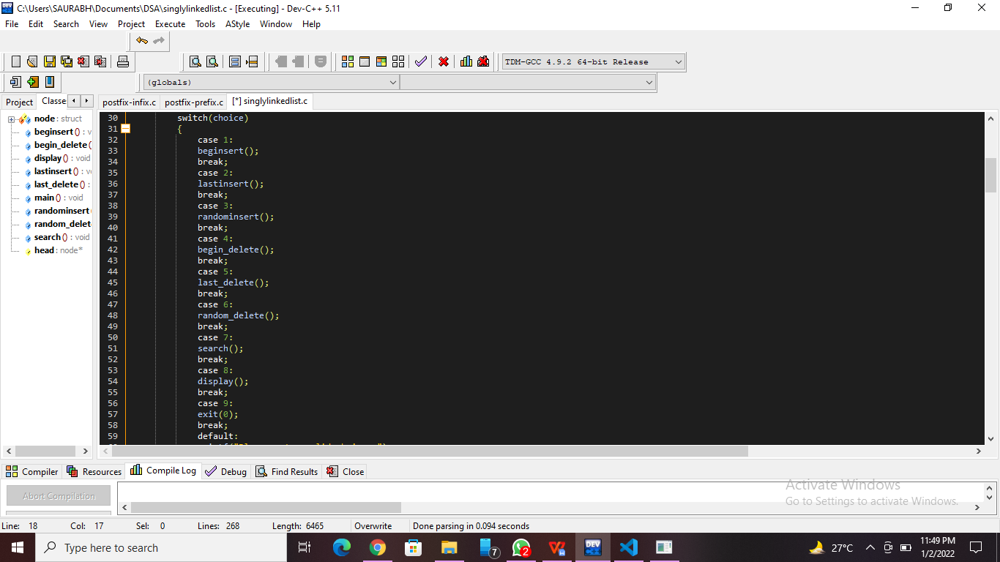 C:\Users\SAURABH\Documents\DSA\singlylinkedlist.c - [Executing] - Dev-C++ 5.11
File Edit Search View Project Execute Tools AStyle Window Help
TDM-GCC 4.9.2 64-bit Release
(globals)
Project Classe postfix-infix.c postfix-prefix.c [*] singlylinkedlist.c
node : struct
beginsert () : v
begin_delete (
display () : void
lastinsert () : v
last_delete () :
main () : void
randominsert
random_delet
search () : void
head : node*
30 switch(choice)
31 {
32 case 1:
33 beginsert();
34 break;
35 case 2:
36 lastinsert();
37 break;
38 case 3:
39 randominsert();
40 break;
41 case 4:
42 begin_delete();
43 break;
44 case 5:
45 last_delete();
46 break;
47 case 6:
48 random_delete();
49 break;
50 case 7:
51 search();
52 break;
53 case 8:
54 display();
55 break;
56 case 9:
57 exit(0);
58 break;
59 default:
Compiler Resources Compile Log Debug Find Results Close
Abort Compilation
Activate Windows
Go to Settings to activate Windows.
Line: 18 Col: 17 Sel: 0 Lines: 268 Length: 6465 Overwrite Done parsing in 0.094 seconds
Type here to search
DEV
7
2
27°C
11:49 PM
1/2/2022